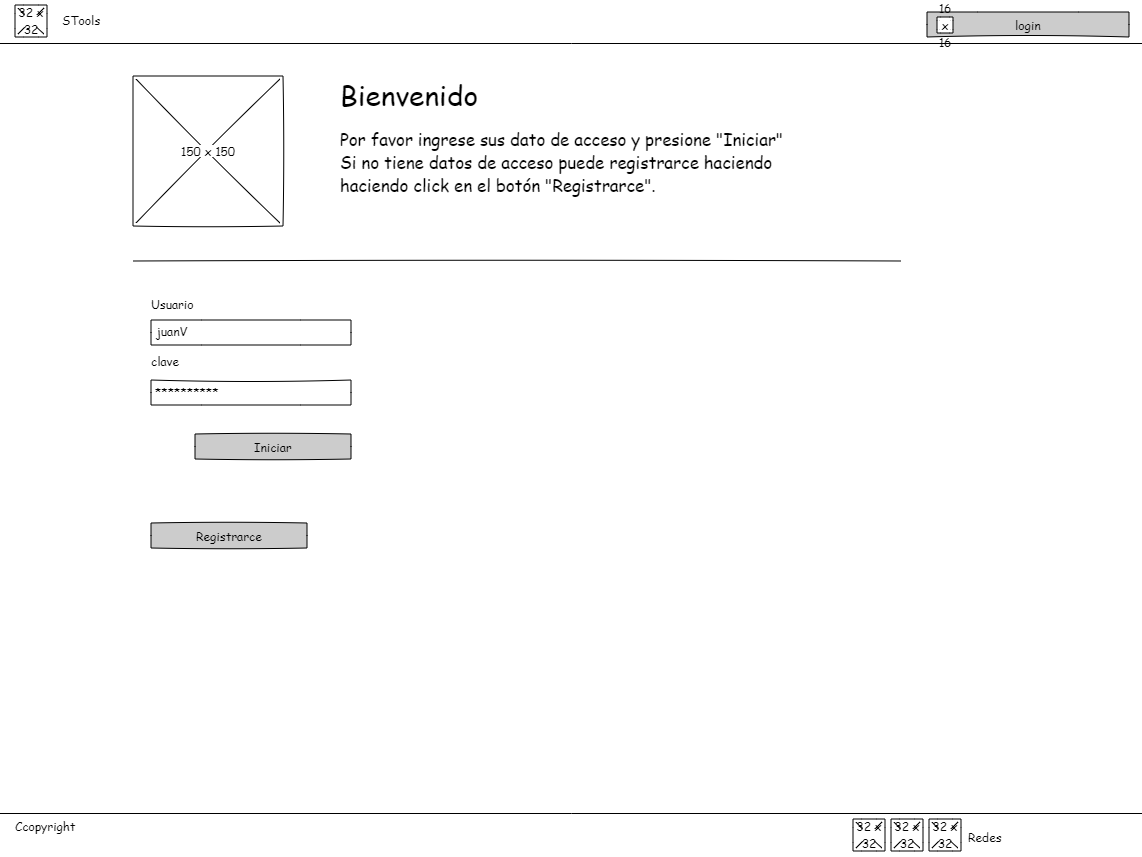 32 x
32
STools
16
x
16
login
150 x 150
Bienvenido
Por favor ingrese sus dato de acceso y presione "Iniciar"
Si no tiene datos de acceso puede registrarce haciendo
haciendo click en el botón "Registrarce".
Usuario
juanV
clave
**********
Iniciar
Registrarce
Ccopyright
32 x
32
32 x
32
32 x
32
Redes